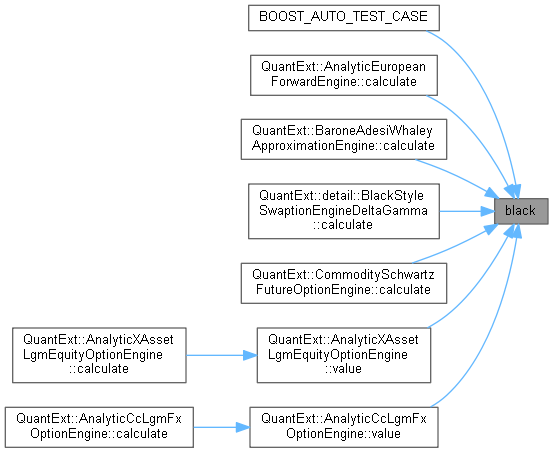 BOOST_AUTO_TEST_CASE
QuantExt::AnalyticEuropean
ForwardEngine::calculate
QuantExt::BaroneAdesiWhaley
ApproximationEngine::calculate
QuantExt::detail::BlackStyle
SwaptionEngineDeltaGamma
::calculate
black
QuantExt::CommoditySchwartz
FutureOptionEngine::calculate
QuantExt::AnalyticXAsset
LgmEquityOptionEngine
::calculate
QuantExt::AnalyticXAsset
LgmEquityOptionEngine
::value
QuantExt::AnalyticCcLgmFx
OptionEngine::calculate
QuantExt::AnalyticCcLgmFx
OptionEngine::value